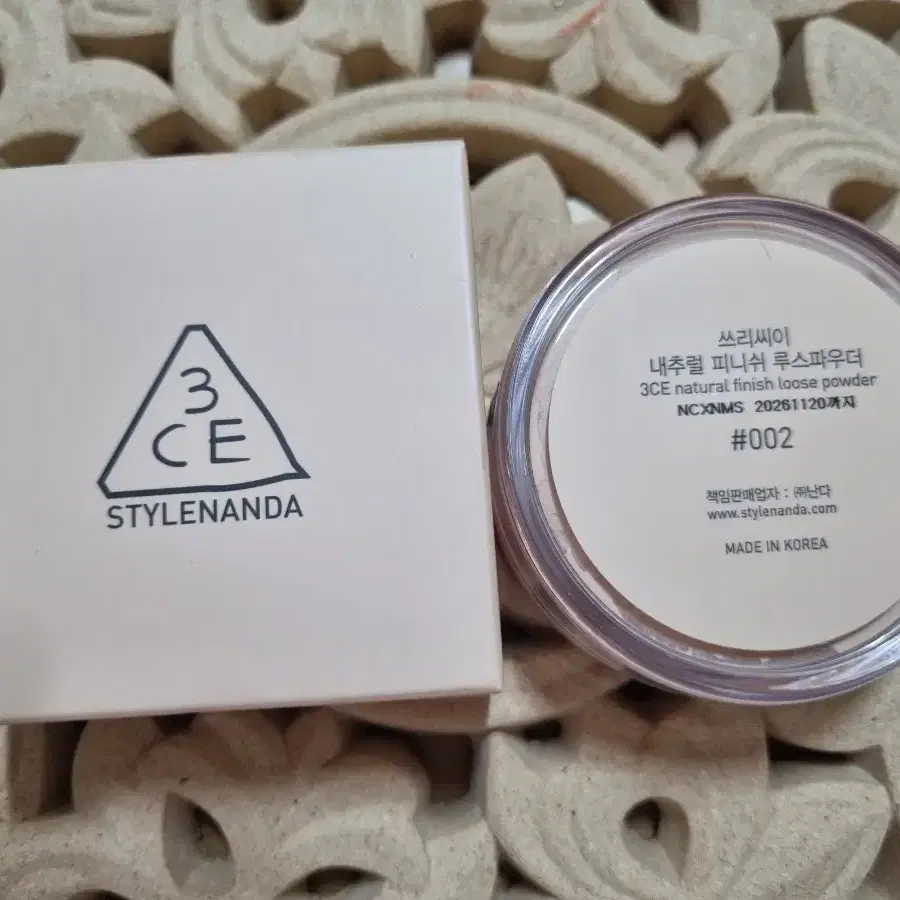 3
CE
STYLENANDA
쓰리씨이
내추럴 피니쉬 루스파우더
3CE natural finish loose powder
NCXNMS 20261120까지
#002
책임판매업자 : ㈜난다
www.stylenanda.com
MADE IN KOREA